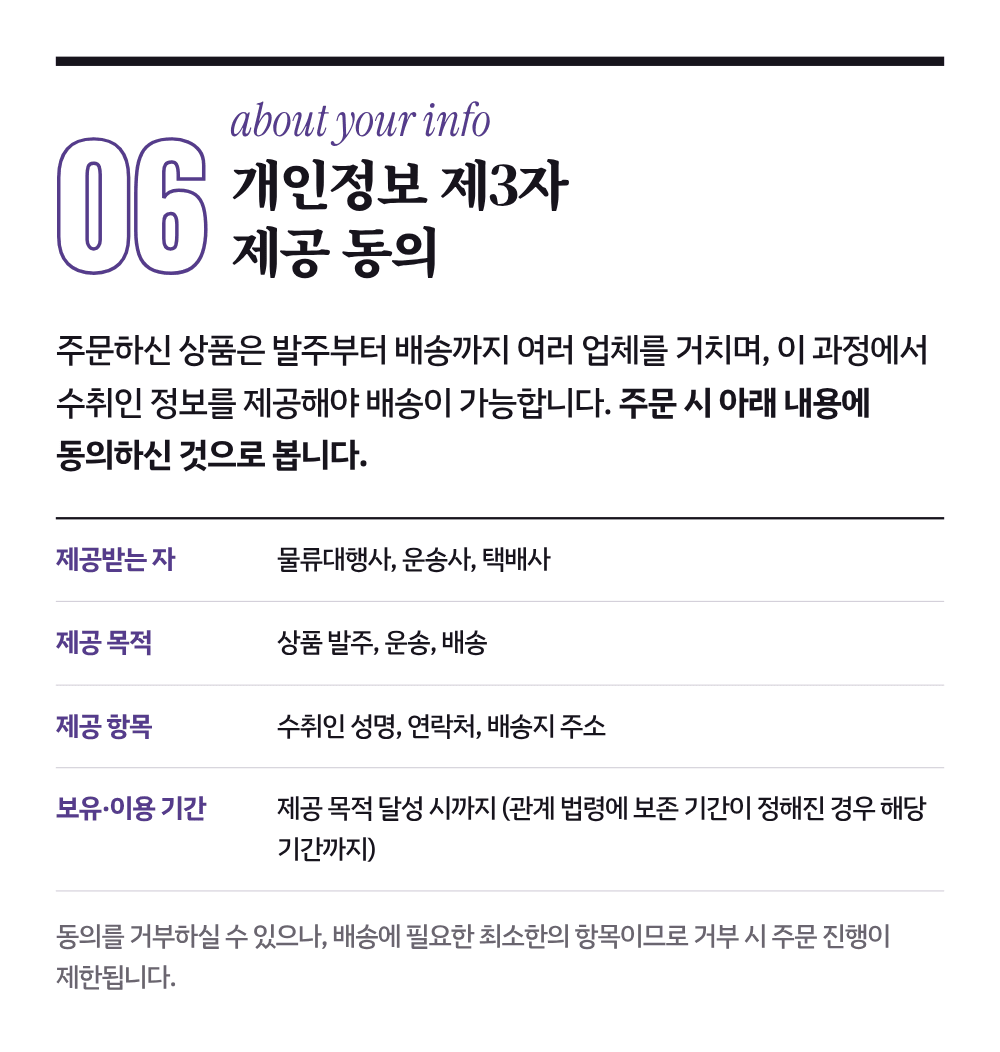 about your info
06
개인정보 제3자
제공 동의
주문하신 상품은 발주부터 배송까지 여러 업체를 거치며, 이 과정에서
수취인 정보를 제공해야 배송이 가능합니다. 주문 시 아래 내용에
동의하신 것으로 봅니다.
제공받는 자 물류대행사, 운송사, 택배사
제공 목적 상품 발주, 운송, 배송
제공 항목 수취인 성명, 연락처, 배송지 주소
보유·이용 기간 제공 목적 달성 시까지 (관계 법령에 보존 기간이 정해진 경우 해당
기간까지)
동의를 거부하실 수 있으나, 배송에 필요한 최소한의 항목이므로 거부 시 주문 진행이
제한됩니다.